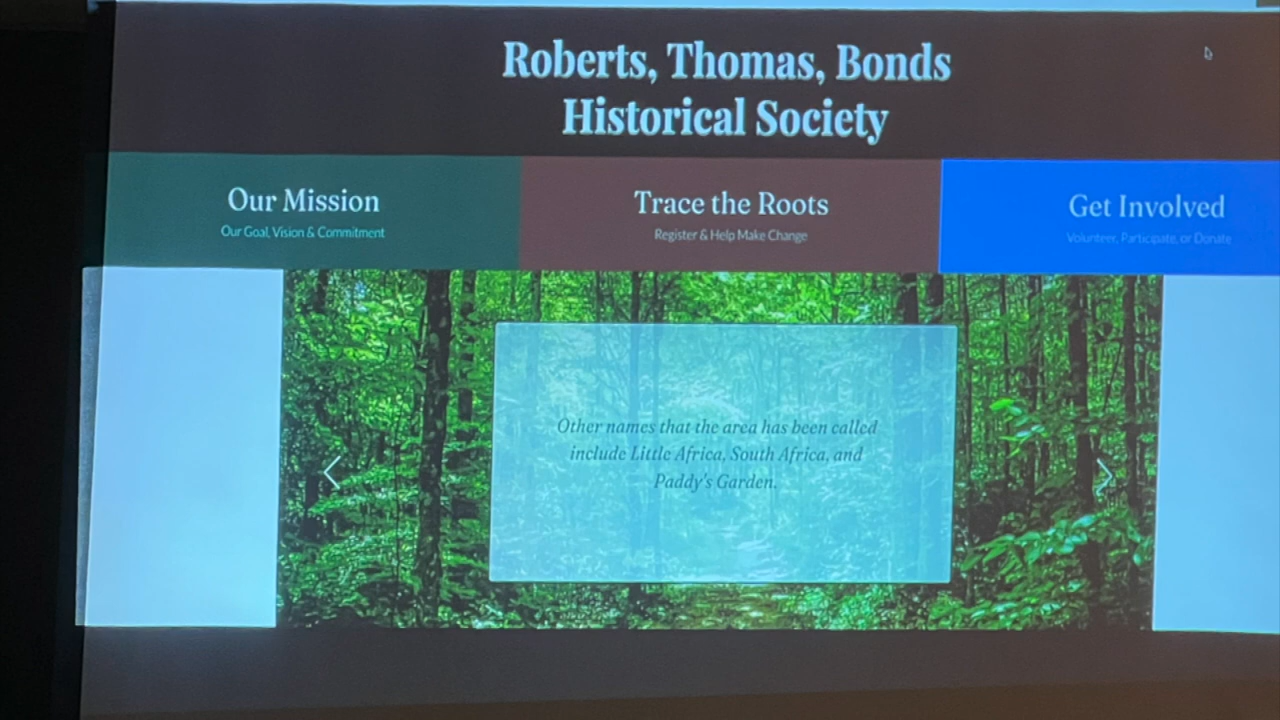 Roberts, Thomas, Bonds
Historical Society
Our Mission
Our Goal, Vision & Commitment
Trace the Roots
Register & Help Make Change
Get Involved
Volunteer, Participate, or Donate
Other names that the area has been called
include Little Africa, South Africa, and
Paddy's Garden.